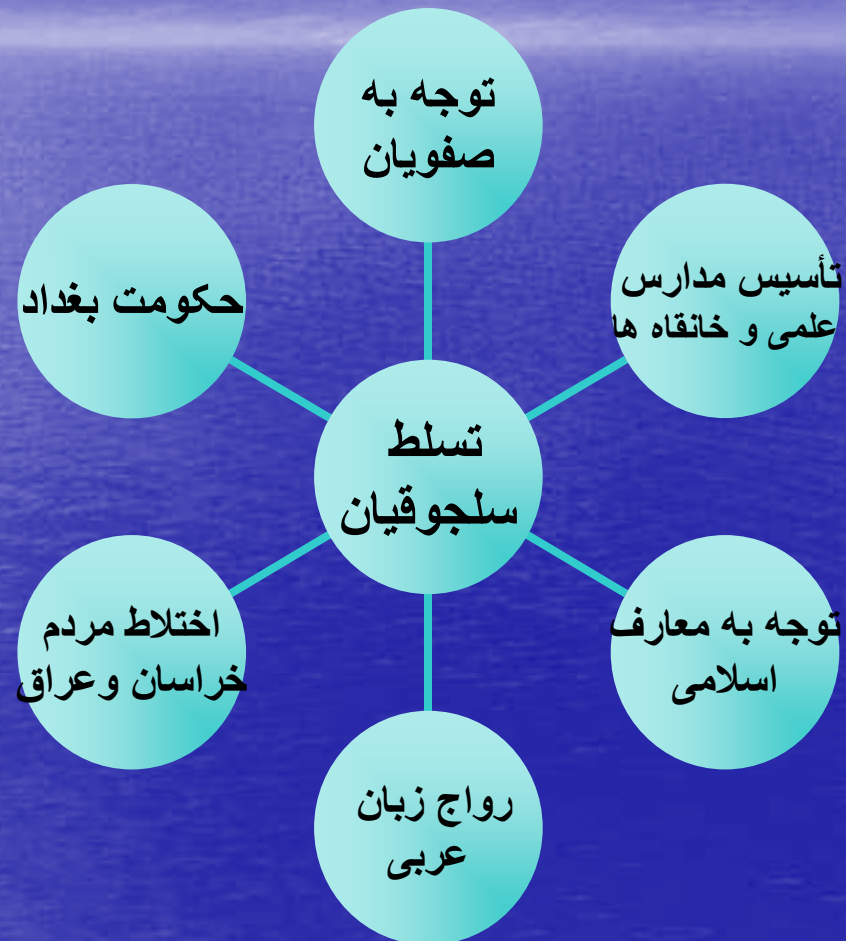 توجه به
صفویان
تأسیس مدارس
علمی و خانقاه ها
حکومت بغداد
تسلط
سلجوقیان
توجه به معارف
اسلامی
اختلاط مردم
خراسان وعراق
رواج زبان
عربی